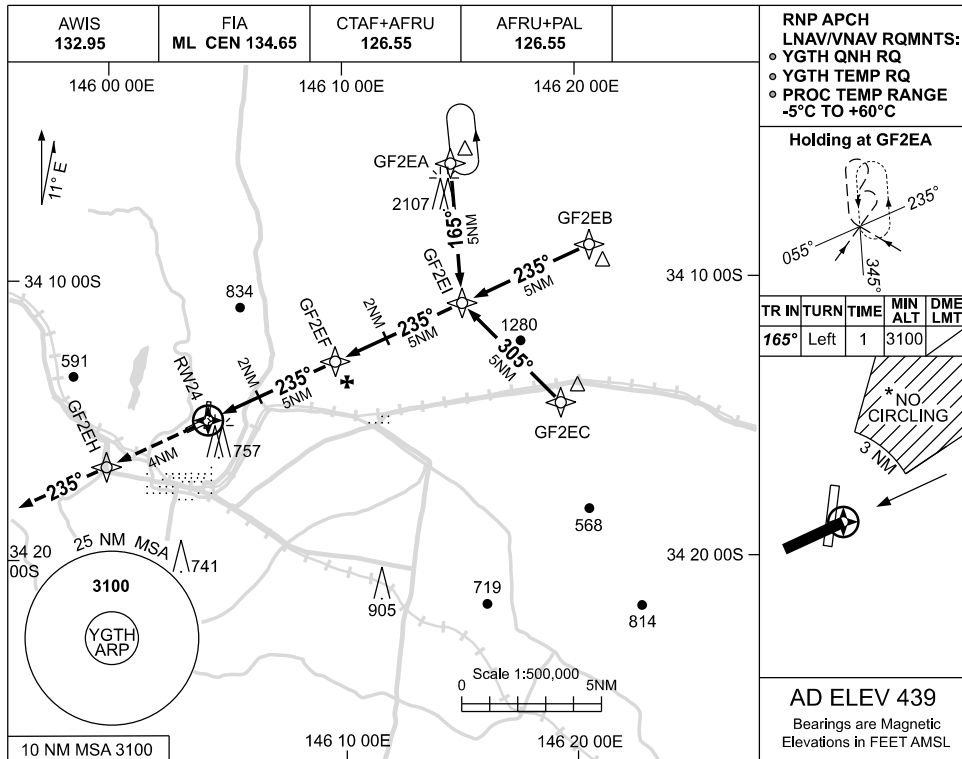 AWIS
132.95
FIA
ML CEN 134.65
CTAF+AFRU
126.55
AFRU+PAL
126.55
RNP APCH
LNAV/VNAV RQMNTS:
YGTH QNH RQ
YGTH TEMP RQ
PROC TEMP RANGE
-5°C TO +60°C
146 00 00E
146 10 00E
146 20 00E
11° E
GF2EA
2107
165°
5NM
GF2EB
235°
5NM
GF2EI
34 10 00S
34 10 00S
834
GF2EF
2NM
235°
5NM
1280
305°
5NM
GF2EC
591
RW24
2NM
235°
5NM
757
GF2EH
4NM
235°
568
34 20
00S
34 20 00S
25 NM MSA
3100
YGTH
ARP
741
905
719
814
Scale 1:500,000
0
5NM
10 NM MSA 3100
146 10 00E
146 20 00E
Holding at GF2EA
235°
055°
345°
TR IN
TURN
TIME
MIN
ALT
DME
LMT
165°
Left
1
3100
*NO
CIRCLING
3 NM
AD ELEV 439
Bearings are Magnetic
Elevations in FEET AMSL